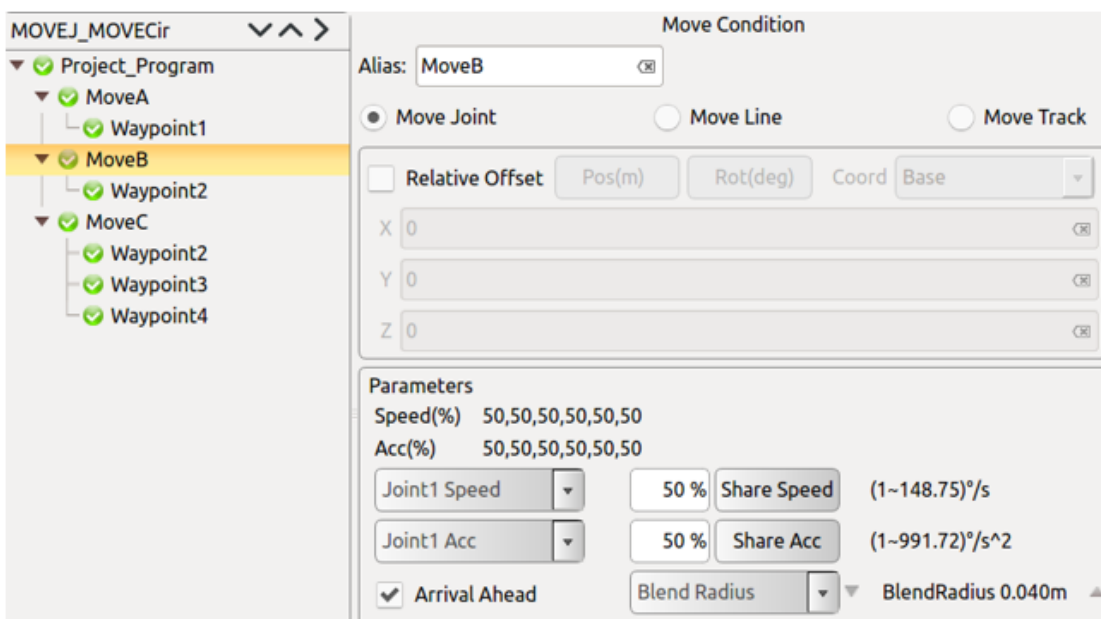 MOVEJ_MOVECir
Project_Program
MoveA
Waypoint1
MoveB
Waypoint2
MoveC
Waypoint2
Waypoint3
Waypoint4
Move Condition
Alias: MoveB
Move Joint Move Line Move Track
Relative Offset Pos(m) Rot(deg) Coord Base
X 0
Y 0
Z 0
Parameters
Speed(%) 50,50,50,50,50,50
Acc(%) 50,50,50,50,50,50
Joint1 Speed 50 % Share Speed (1~148.75)°/s
Joint1 Acc 50 % Share Acc (1~991.72)°/s^2
Arrival Ahead Blend Radius BlendRadius 0.040m